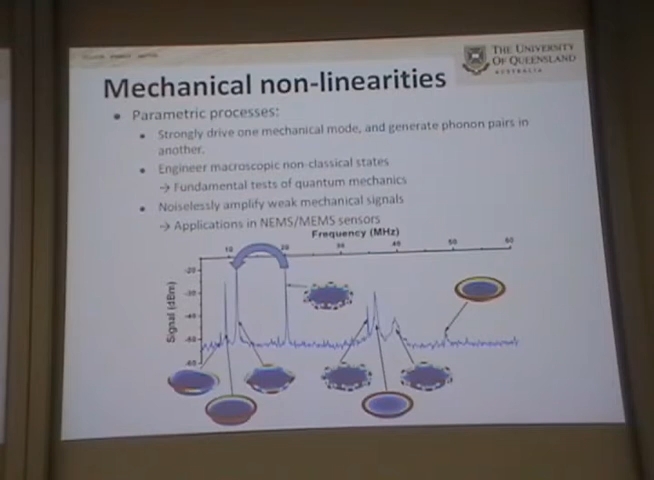 THE UNIVERSITY
OF QUEENSLAND
AUSTRALIA
Mechanical non-linearities
• Parametric processes:
• Strongly drive one mechanical mode, and generate phonon pairs in
another.
• Engineer macroscopic non-classical states
→ Fundamental tests of quantum mechanics
• Noiselessly amplify weak mechanical signals
→ Applications in NEMS/MEMS sensors
Frequency (MHz)
10 20 30 40 50 60
Signal (dBm)
-20
-30
-40
-50
-60